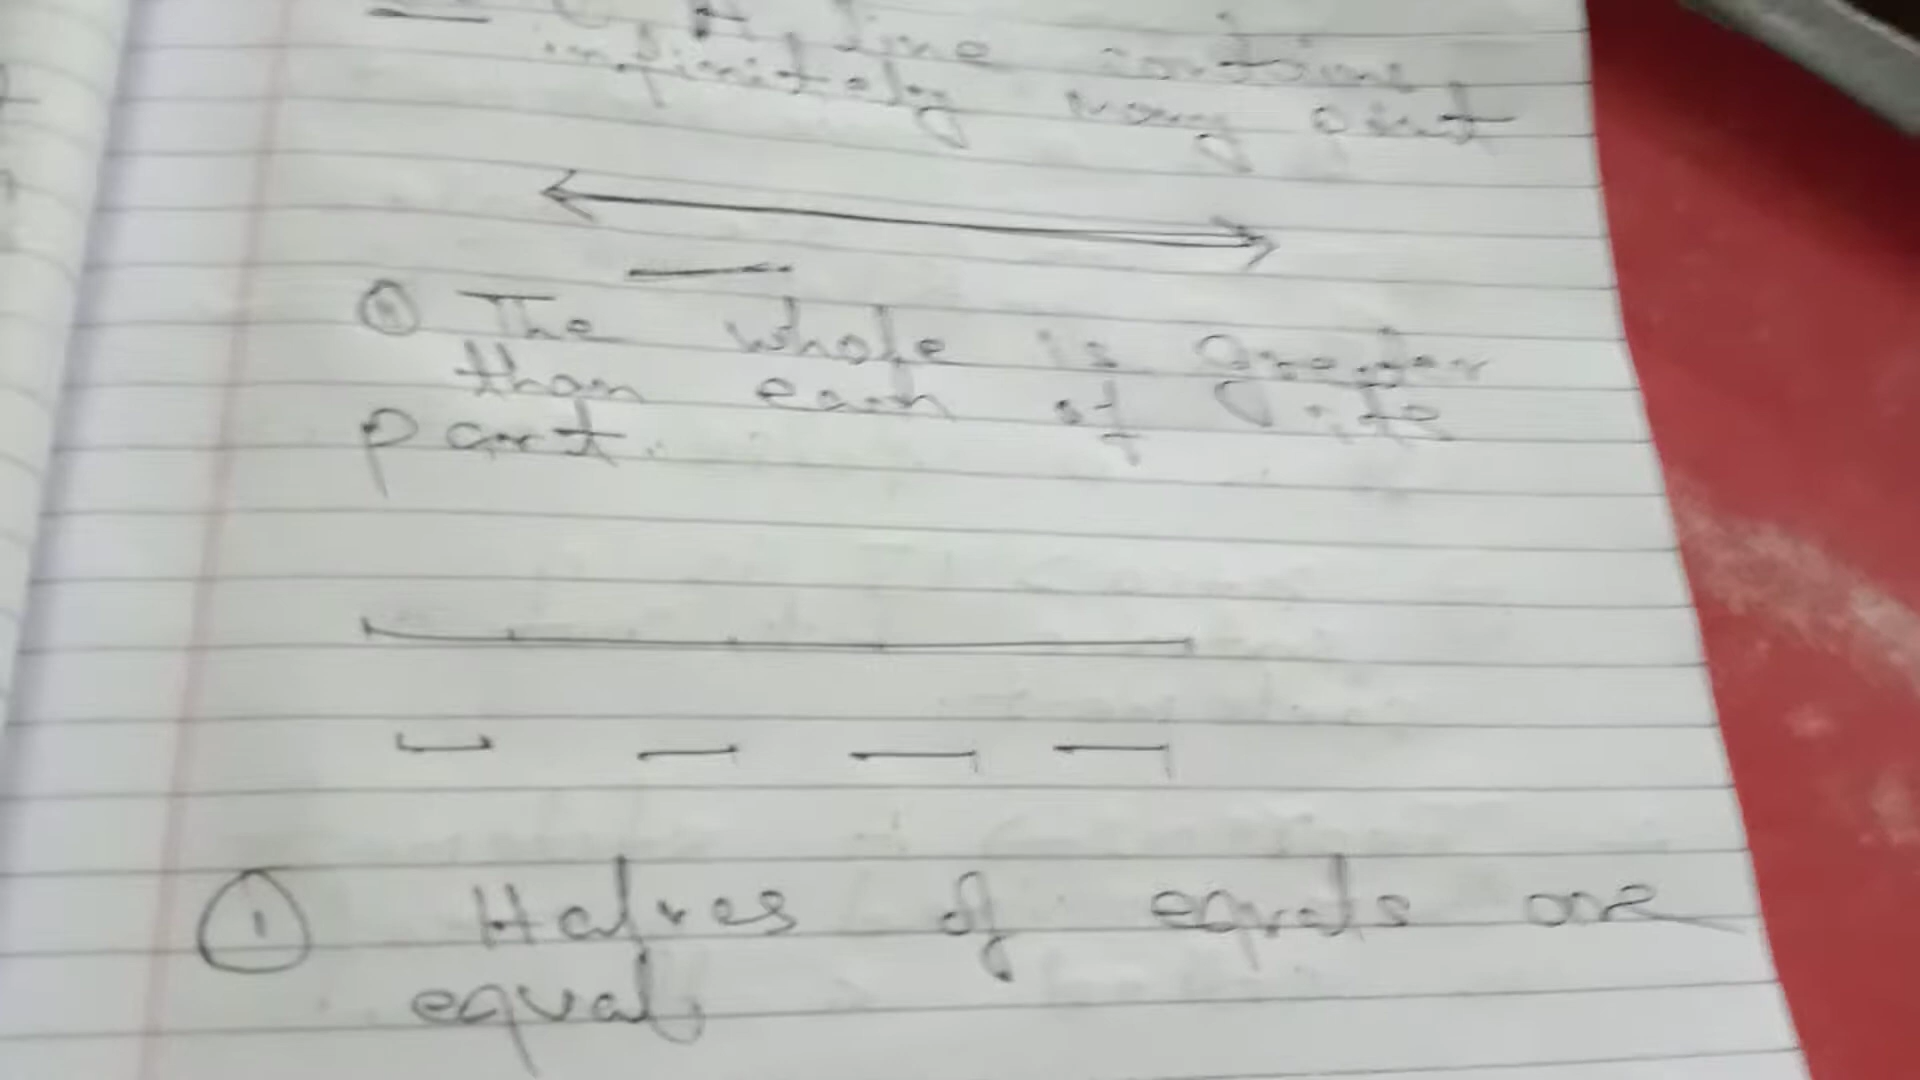 line contains
infinitely many point
The whole is greater
than each of its
part.
① Halves of equals are
equal